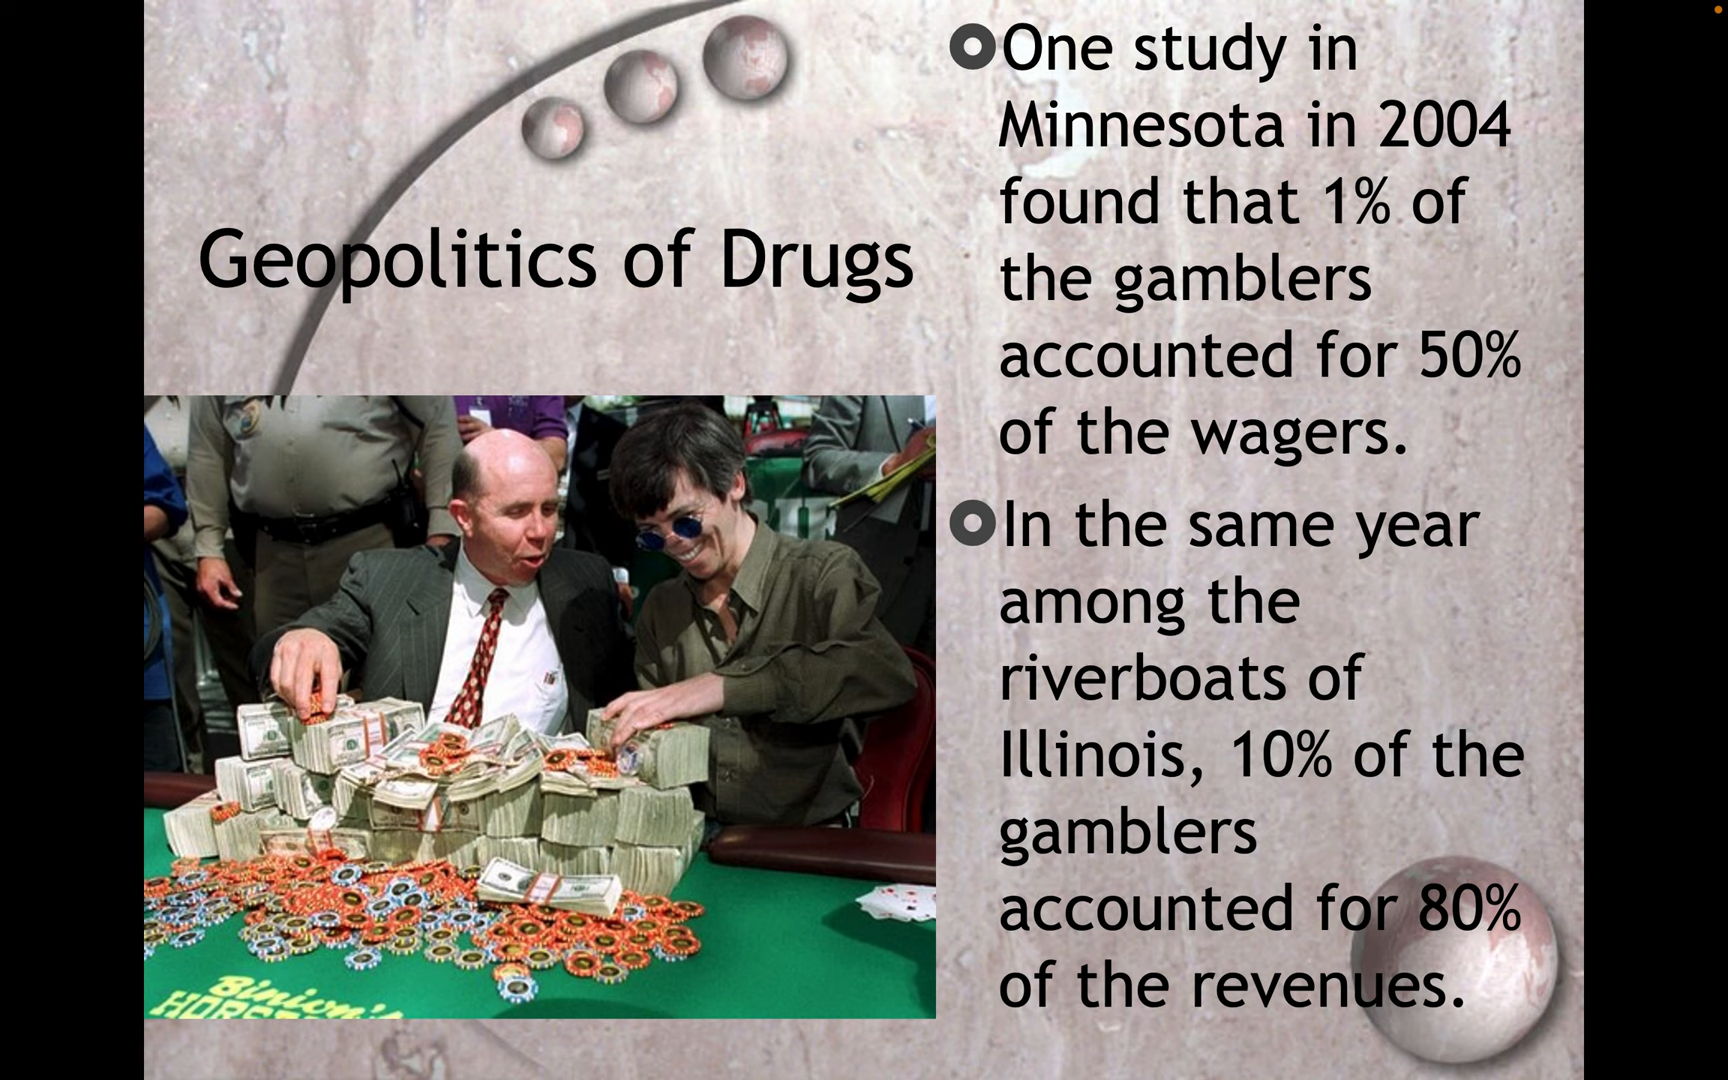 Geopolitics of Drugs
One study in
Minnesota in 2004
found that 1% of
the gamblers
accounted for 50%
of the wagers.
In the same year
among the
riverboats of
Illinois, 10% of the
gamblers
accounted for 80%
of the revenues.
Binion's